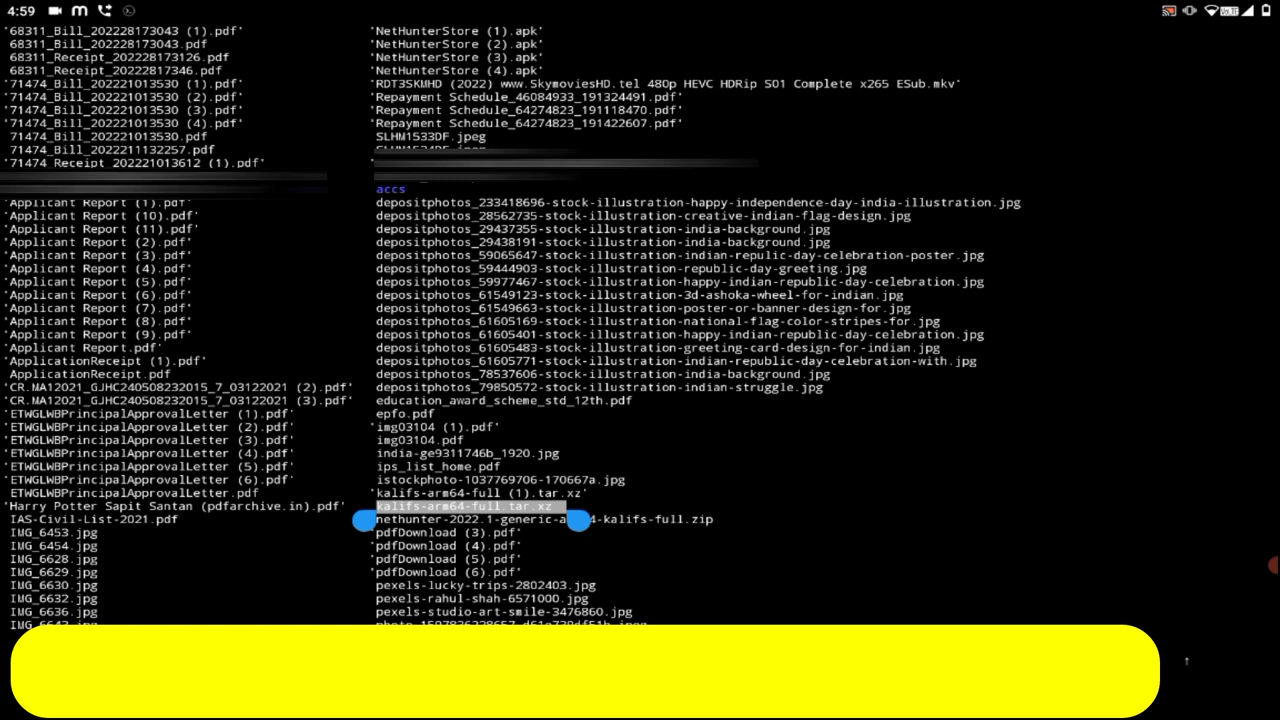 4:59
'68311_Bill_202228173043 (1).pdf'
68311_Bill_202228173043.pdf
68311_Receipt_202228173126.pdf
68311_Receipt_202228817346.pdf
'71474_Bill_202221013530 (1).pdf'
'71474_Bill_202221013530 (2).pdf'
'71474_Bill_202221013530 (3).pdf'
'71474_Bill_202221013530 (4).pdf'
71474_Bill_202221013530.pdf
71474_Bill_2022211132257.pdf
'71474_Receipt_202221013612 (1).pdf'
'Applicant Report (1).pdf'
'Applicant Report (10).pdf'
'Applicant Report (11).pdf'
'Applicant Report (2).pdf'
'Applicant Report (3).pdf'
'Applicant Report (4).pdf'
'Applicant Report (5).pdf'
'Applicant Report (6).pdf'
'Applicant Report (7).pdf'
'Applicant Report (8).pdf'
'Applicant Report (9).pdf'
'Applicant Report.pdf'
'ApplicationReceipt (1).pdf'
ApplicationReceipt.pdf
'CR.MA12021_GJHC240508232015_7_03122021 (2).pdf'
'CR.MA12021_GJHC240508232015_7_03122021 (3).pdf'
'ETWGLWBPrincipalApprovalLetter (1).pdf'
'ETWGLWBPrincipalApprovalLetter (2).pdf'
'ETWGLWBPrincipalApprovalLetter (3).pdf'
'ETWGLWBPrincipalApprovalLetter (4).pdf'
'ETWGLWBPrincipalApprovalLetter (5).pdf'
'ETWGLWBPrincipalApprovalLetter (6).pdf'
ETWGLWBPrincipalApprovalLetter.pdf
'Harry Potter Sapit Santan (pdfarchive.in).pdf'
IAS-Civil-List-2021.pdf
IMG_6453.jpg
IMG_6454.jpg
IMG_6628.jpg
IMG_6629.jpg
IMG_6630.jpg
IMG_6632.jpg
IMG_6636.jpg
'NetHunterStore (1).apk'
'NetHunterStore (2).apk'
'NetHunterStore (3).apk'
'NetHunterStore (4).apk'
'RDT3SKMHD (2022) www.SkymoviesHD.tel 480p HEVC HDRip S01 Complete x265 ESub.mkv'
'Repayment Schedule_46084933_191324491.pdf'
'Repayment Schedule_64274823_191118470.pdf'
'Repayment Schedule_64274823_191422607.pdf'
SLHM1533DF.jpeg
accs
depositphotos_233418696-stock-illustration-happy-independence-day-india-illustration.jpg
depositphotos_28562735-stock-illustration-creative-indian-flag-design.jpg
depositphotos_29437355-stock-illustration-india-background.jpg
depositphotos_29438191-stock-illustration-india-background.jpg
depositphotos_59065647-stock-illustration-indian-repulic-day-celebration-poster.jpg
depositphotos_59444903-stock-illustration-republic-day-greeting.jpg
depositphotos_59977467-stock-illustration-happy-indian-republic-day-celebration.jpg
depositphotos_61549123-stock-illustration-3d-ashoka-wheel-for-indian.jpg
depositphotos_61549663-stock-illustration-poster-or-banner-design-for.jpg
depositphotos_61605169-stock-illustration-national-flag-color-stripes-for.jpg
depositphotos_61605401-stock-illustration-happy-indian-republic-day-celebration.jpg
depositphotos_61605483-stock-illustration-greeting-card-design-for-indian.jpg
depositphotos_61605771-stock-illustration-indian-republic-day-celebration-with.jpg
depositphotos_78537606-stock-illustration-india-background.jpg
depositphotos_79850572-stock-illustration-indian-struggle.jpg
education_award_scheme_std_12th.pdf
epfo.pdf
'img03104 (1).pdf'
img03104.pdf
india-ge9311746b_1920.jpg
ips_list_home.pdf
istockphoto-1037769706-170667a.jpg
'kalifs-arm64-full (1).tar.xz'
kalifs-arm64-full.tar.xz
nethunter-2022.1-generic-a 4-kalifs-full.zip
'pdfDownload (3).pdf'
'pdfDownload (4).pdf'
'pdfDownload (5).pdf'
'pdfDownload (6).pdf'
pexels-lucky-trips-2802403.jpg
pexels-rahul-shah-6571000.jpg
pexels-studio-art-smile-3476860.jpg
↑